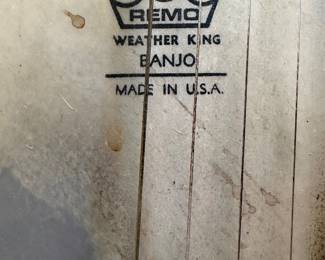 REMO
WEATHER KING
BANJO
MADE IN U.S.A.